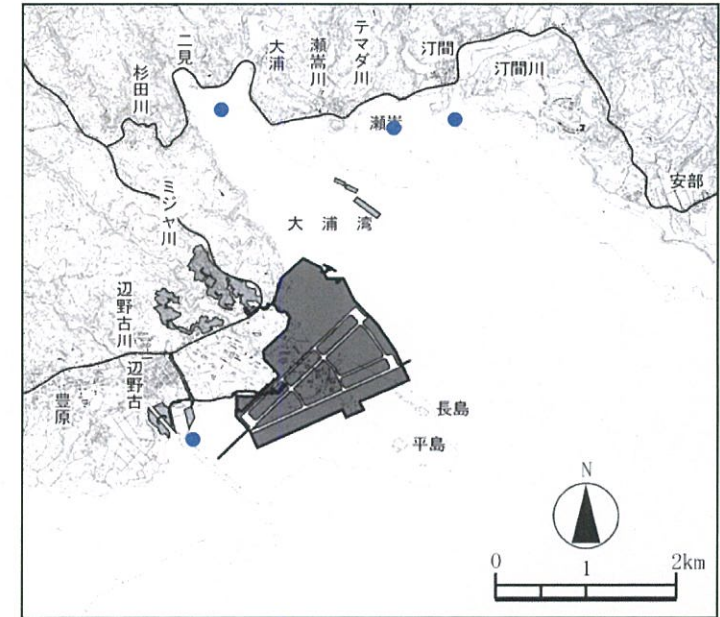 二見
杉田川
大浦
瀬嵩川
テマダ川
汀間
汀間川
瀬嵩
安部
ミジャ川
大浦湾
辺野古川
辺野古
豊原
長島
平島
N
0 1 2km